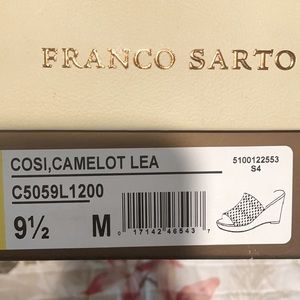 FRANCO SARTO
COSI,CAMELOT LEA
5100122553
S4
C5059L1200
9½ M
0 17142 46543 7